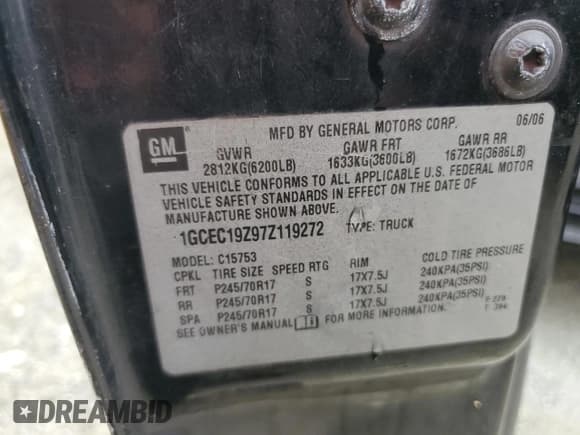 GM
MFD BY GENERAL MOTORS CORP. 06/06
GVWR GAWR FRT GAWR RR
2812KG(6200LB) 1633KG(3600LB) 1672KG(3686LB)
THIS VEHICLE CONFORMS TO ALL APPLICABLE U.S. FEDERAL MOTOR
VEHICLE SAFETY STANDARDS IN EFFECT ON THE DATE OF
MANUFACTURE SHOWN ABOVE.
1GCEC19Z97Z119272 TYPE: TRUCK
MODEL: C15753
CPKL TIRE SIZE SPEED RTG RIM COLD TIRE PRESSURE
FRT P245/70R17 S 17X7.5J 240KPA(35PSI)
RR P245/70R17 S 17X7.5J 240KPA(35PSI)
SPA P245/70R17 S 17X7.5J 240KPA(35PSI)
SEE OWNER'S MANUAL FOR MORE INFORMATION.
DREAMBID